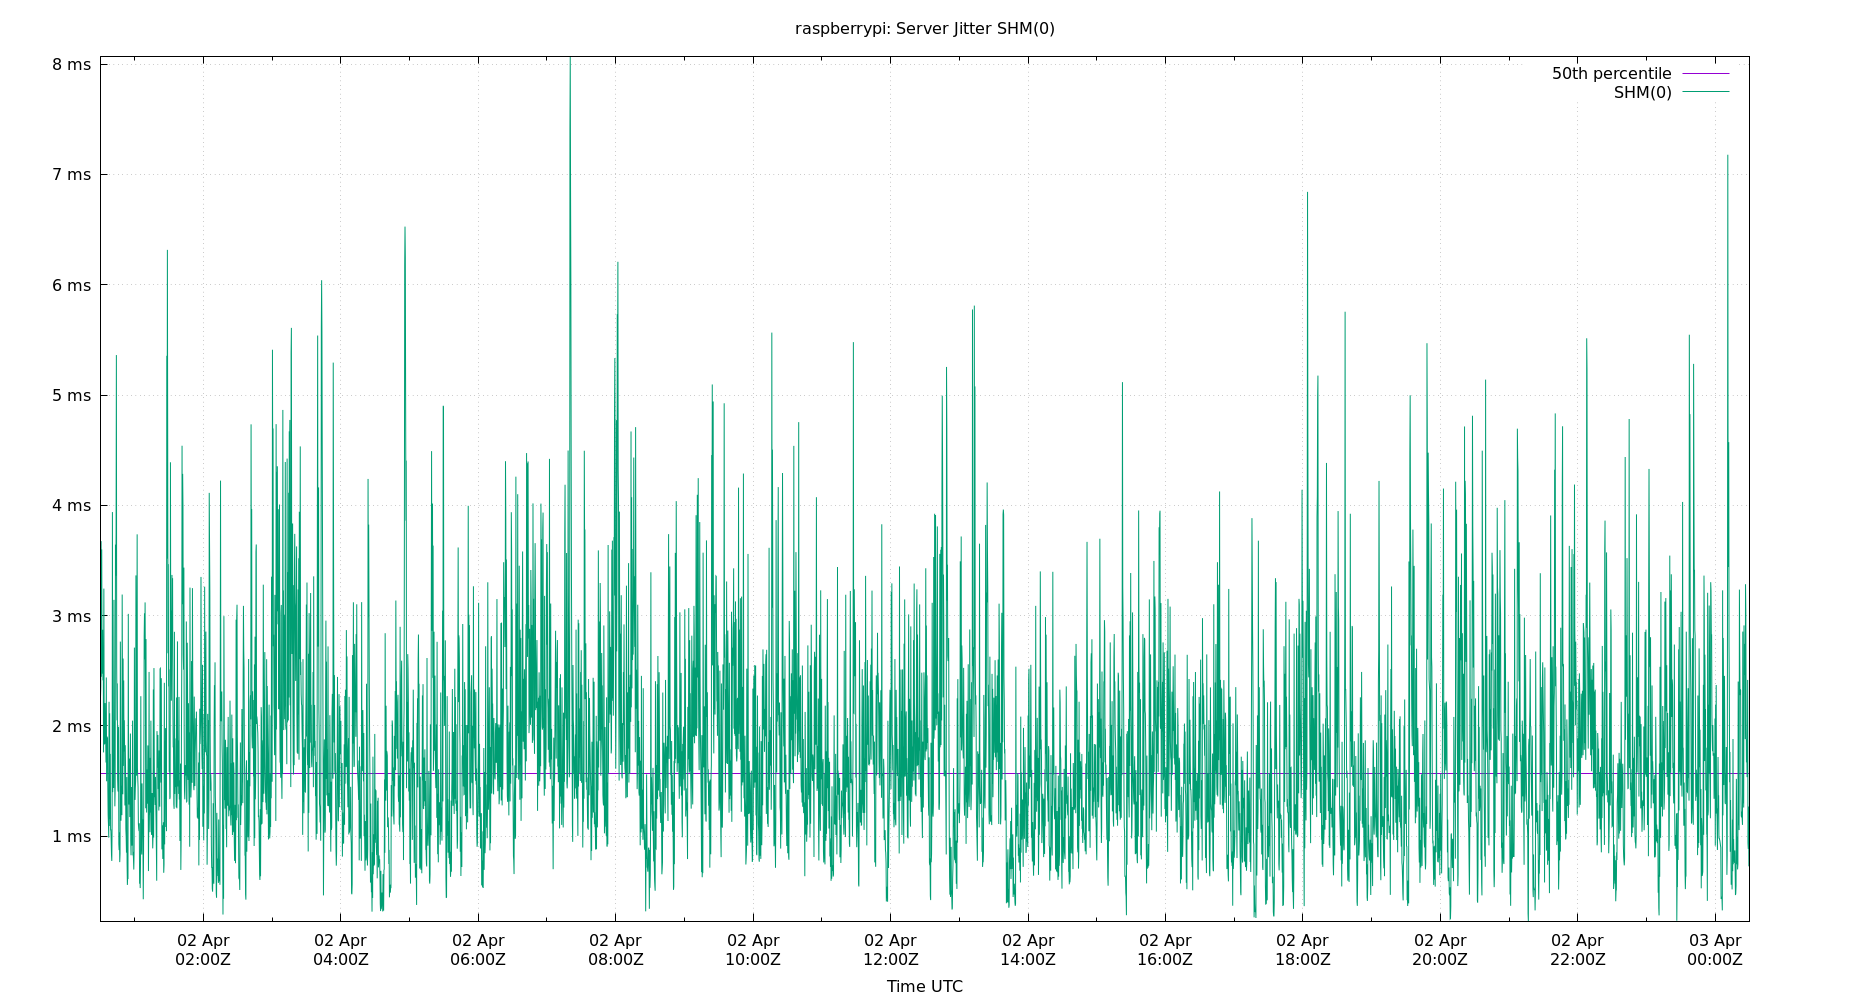 raspberrypi: Server Jitter SHM(0)
50th percentile
SHM(0)
8 ms
7 ms
6 ms
5 ms
4 ms
3 ms
2 ms
1 ms
02 Apr 02 Apr 02 Apr 02 Apr 02 Apr 02 Apr 02 Apr 02 Apr 02 Apr 02 Apr 02 Apr 03 Apr
02:00Z 04:00Z 06:00Z 08:00Z 10:00Z 12:00Z 14:00Z 16:00Z 18:00Z 20:00Z 22:00Z 00:00Z
Time UTC